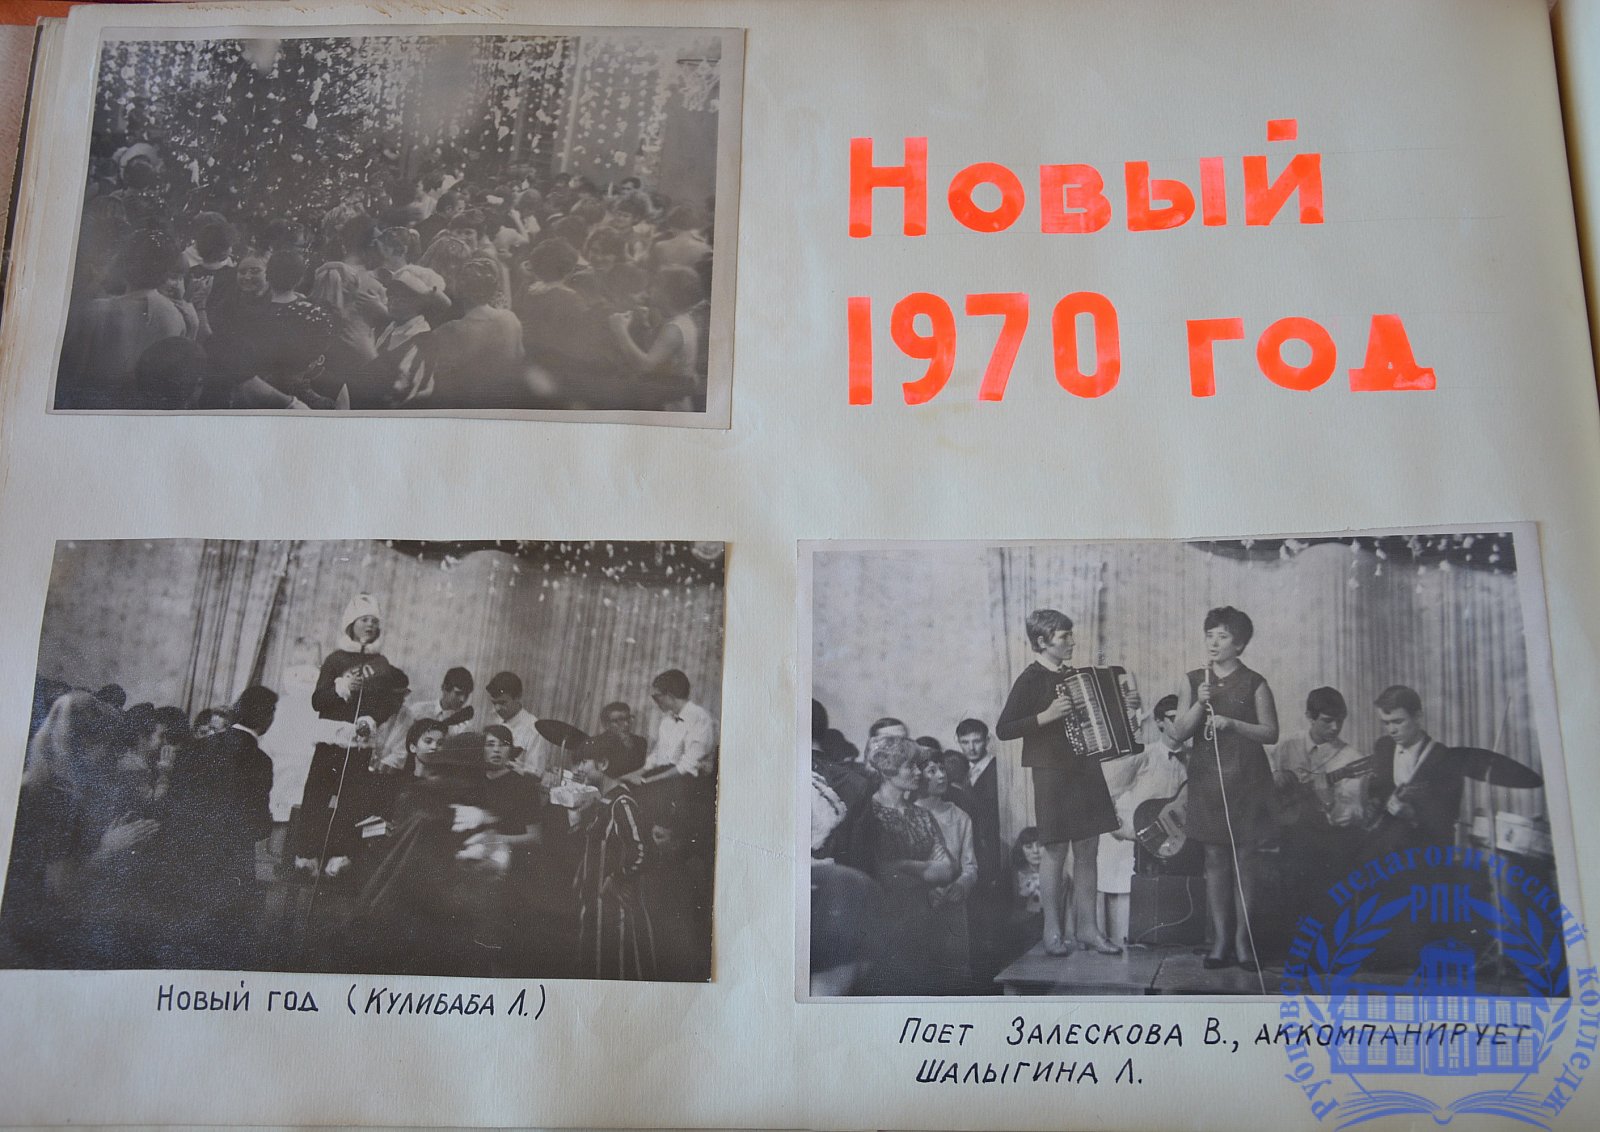 Новый
1970 год
Новый год (Кулибаба Л.)
Поет Залескова В., аккомпанирует
Шалыгина Л.
Рубцовский педагогический колледж
РПК